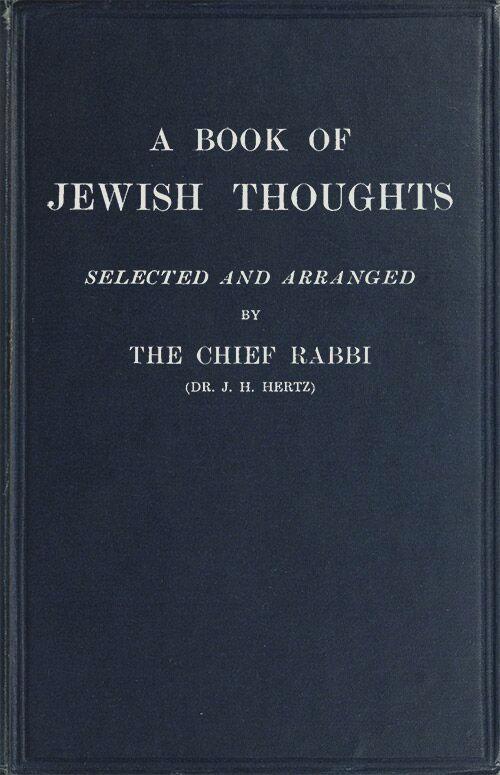 A BOOK OF
JEWISH THOUGHTS
SELECTED AND ARRANGED
BY
THE CHIEF RABBI
(DR. J. H. HERTZ)